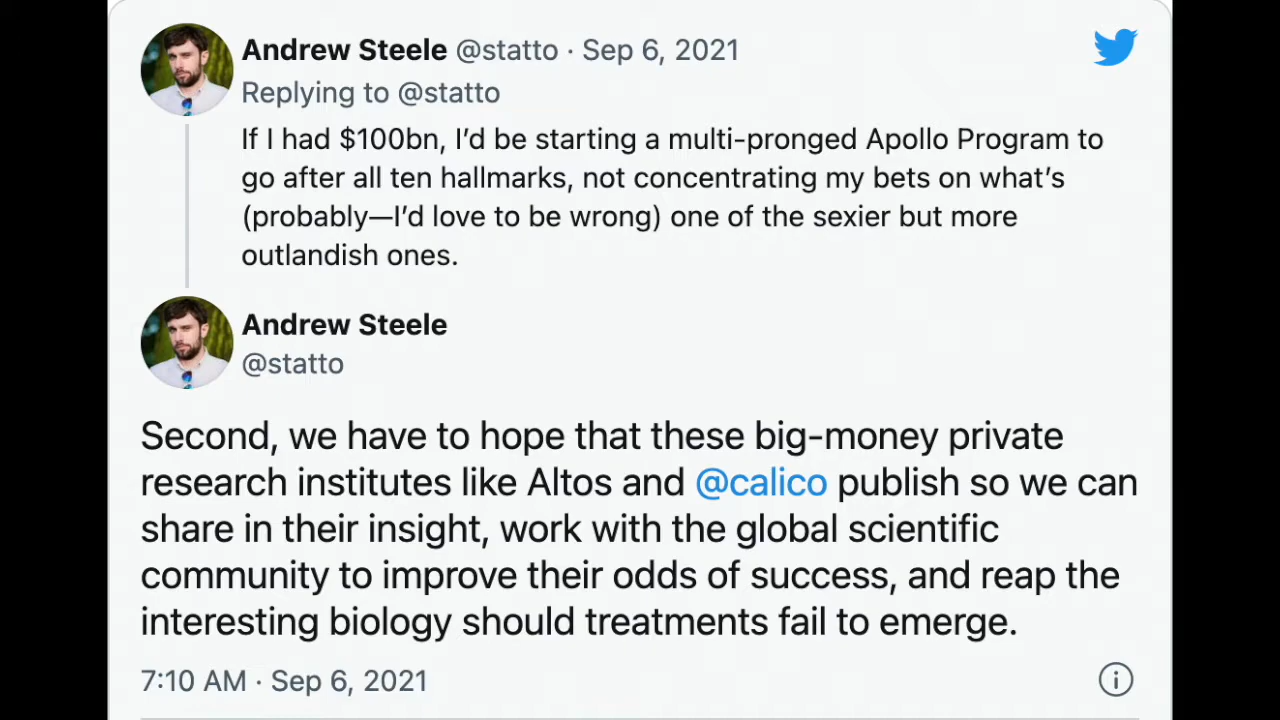 Andrew Steele @statto · Sep 6, 2021
Replying to @statto
If I had $100bn, I’d be starting a multi-pronged Apollo Program to
go after all ten hallmarks, not concentrating my bets on what’s
(probably—I’d love to be wrong) one of the sexier but more
outlandish ones.
Andrew Steele
@statto
Second, we have to hope that these big-money private
research institutes like Altos and @calico publish so we can
share in their insight, work with the global scientific
community to improve their odds of success, and reap the
interesting biology should treatments fail to emerge.
7:10 AM · Sep 6, 2021